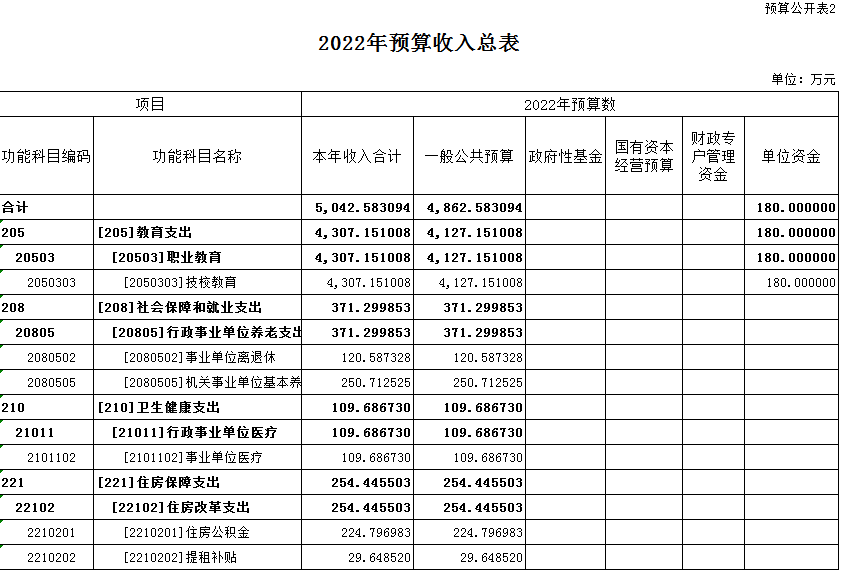 预算公开表2
2022年预算收入总表
单位：万元
项目 2022年预算数
功能科目编码 功能科目名称 本年收入合计 一般公共预算 政府性基金 国有资本经营预算 财政专户管理资金 单位资金
合计 5,042.583094 4,862.583094 180.000000
205 [205]教育支出 4,307.151008 4,127.151008 180.000000
20503 [20503]职业教育 4,307.151008 4,127.151008 180.000000
2050303 [2050303]技校教育 4,307.151008 4,127.151008 180.000000
208 [208]社会保障和就业支出 371.299853 371.299853
20805 [20805]行政事业单位养老支出 371.299853 371.299853
2080502 [2080502]事业单位离退休 120.587328 120.587328
2080505 [2080505]机关事业单位基本养 250.712525 250.712525
210 [210]卫生健康支出 109.686730 109.686730
21011 [21011]行政事业单位医疗 109.686730 109.686730
2101102 [2101102]事业单位医疗 109.686730 109.686730
221 [221]住房保障支出 254.445503 254.445503
22102 [22102]住房改革支出 254.445503 254.445503
2210201 [2210201]住房公积金 224.796983 224.796983
2210202 [2210202]提租补贴 29.648520 29.648520